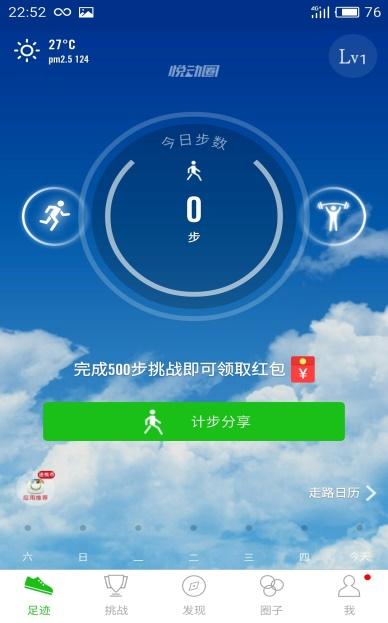 22:52
4G+
76
27°C
pm2.5 124
悦动圈
Lv1
今日步数
0
步
完成500步挑战即可领取红包
¥
计步分享
应用推荐
走路日历
六 日 一 二 三 四 今天
足迹 挑战 发现 圈子 我